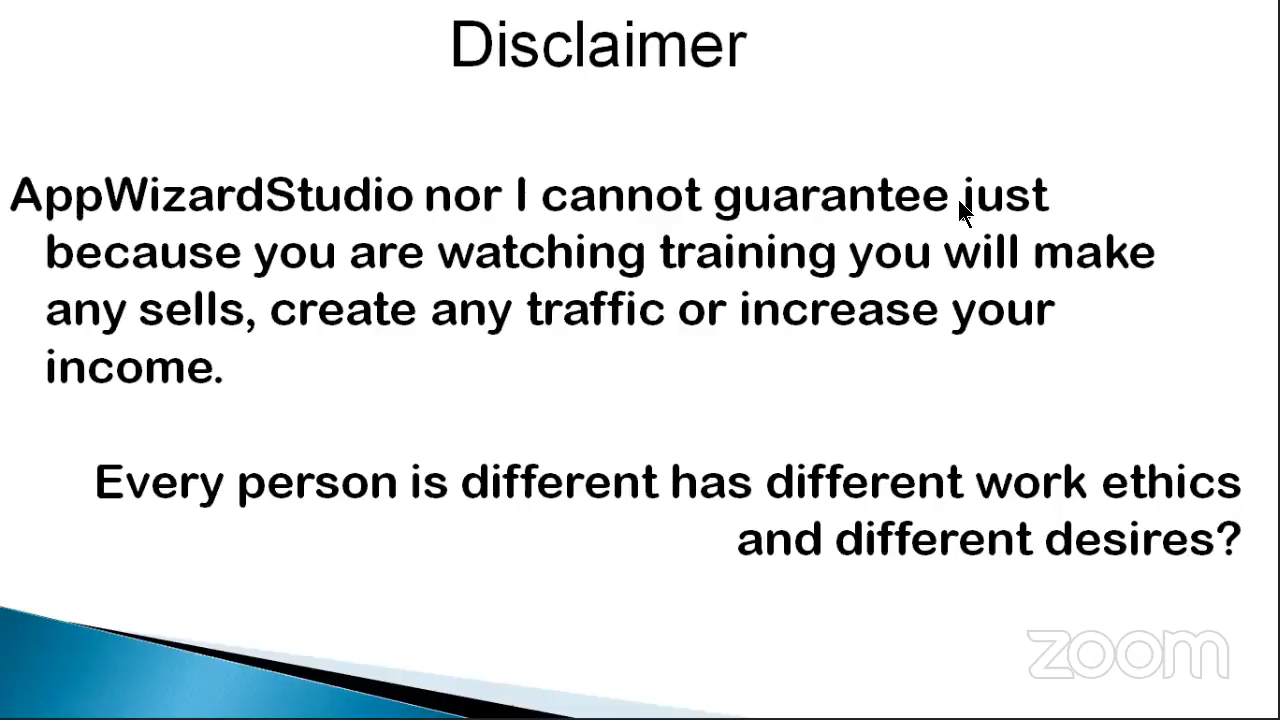 Disclaimer
AppWizardStudio nor I cannot guarantee just
because you are watching training you will make
any sells, create any traffic or increase your
income.
Every person is different has different work ethics
and different desires?
zoom